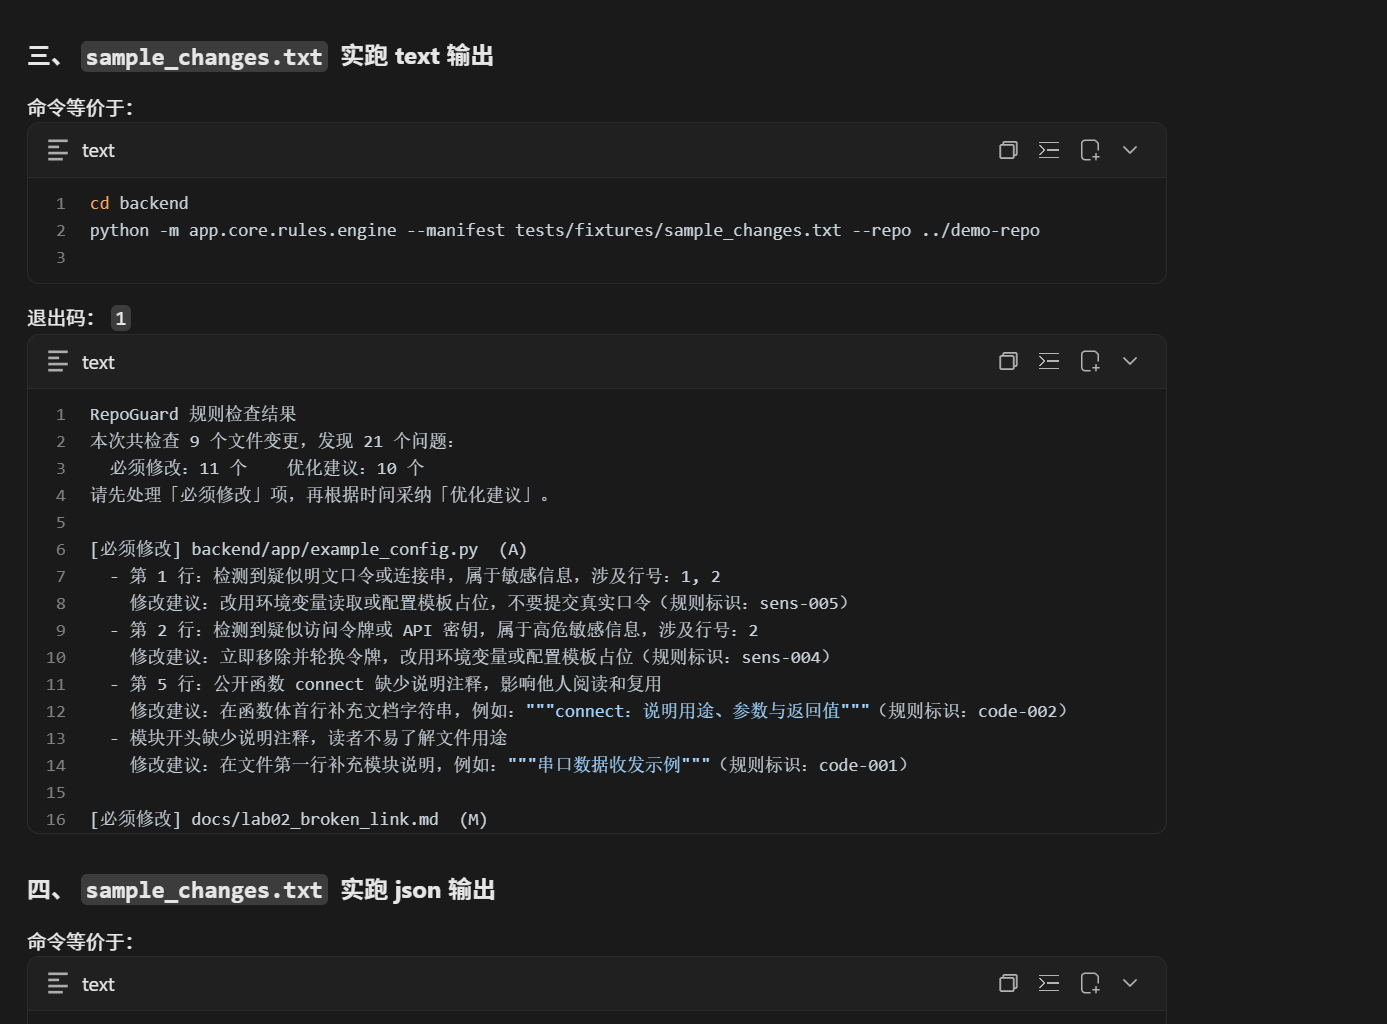 三、 sample_changes.txt 实跑 text 输出
命令等价于：
text
1 cd backend
2 python -m app.core.rules.engine --manifest tests/fixtures/sample_changes.txt --repo ../demo-repo
3
退出码： 1
text
1 RepoGuard 规则检查结果
2 本次共检查 9 个文件变更，发现 21 个问题：
3 必须修改：11 个 优化建议：10 个
4 请先处理「必须修改」项，再根据时间采纳「优化建议」。
5
6 [必须修改] backend/app/example_config.py (A)
7 - 第 1 行：检测到疑似明文口令或连接串，属于敏感信息，涉及行号：1, 2
8 修改建议：改用环境变量读取或配置模板占位，不要提交真实口令（规则标识：sens-005）
9 - 第 2 行：检测到疑似访问令牌或 API 密钥，属于高危敏感信息，涉及行号：2
10 修改建议：立即移除并轮换令牌，改用环境变量或配置模板占位（规则标识：sens-004）
11 - 第 5 行：公开函数 connect 缺少说明注释，影响他人阅读和复用
12 修改建议：在函数体首行补充文档字符串，例如："""connect：说明用途、参数与返回值"""（规则标识：code-002）
13 - 模块开头缺少说明注释，读者不易了解文件用途
14 修改建议：在文件第一行补充模块说明，例如："""串口数据收发示例"""（规则标识：code-001）
15
16 [必须修改] docs/lab02_broken_link.md (M)
四、 sample_changes.txt 实跑 json 输出
命令等价于：
text